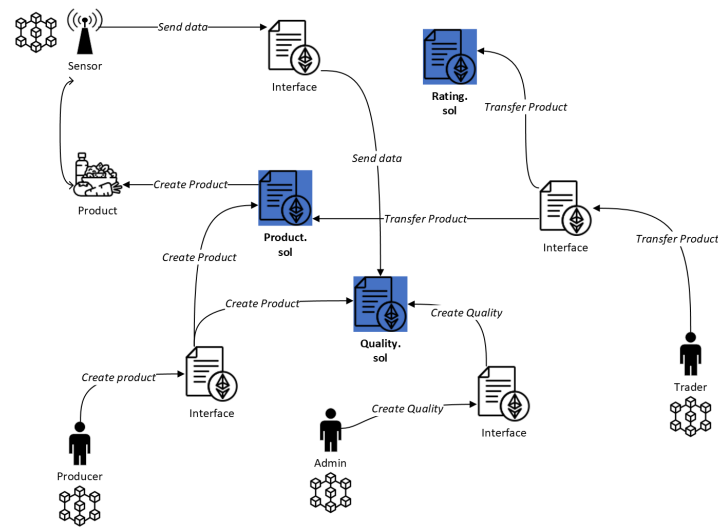 Send data
Sensor
Interface
Rating.
sol
Transfer Product
Send data
Create Product
Product
Product.
sol
Transfer Product
Interface
Transfer Product
Create Product
Create Product
Create Quality
Quality.
sol
Trader
Create product
Interface
Create Quality
Interface
Admin
Producer